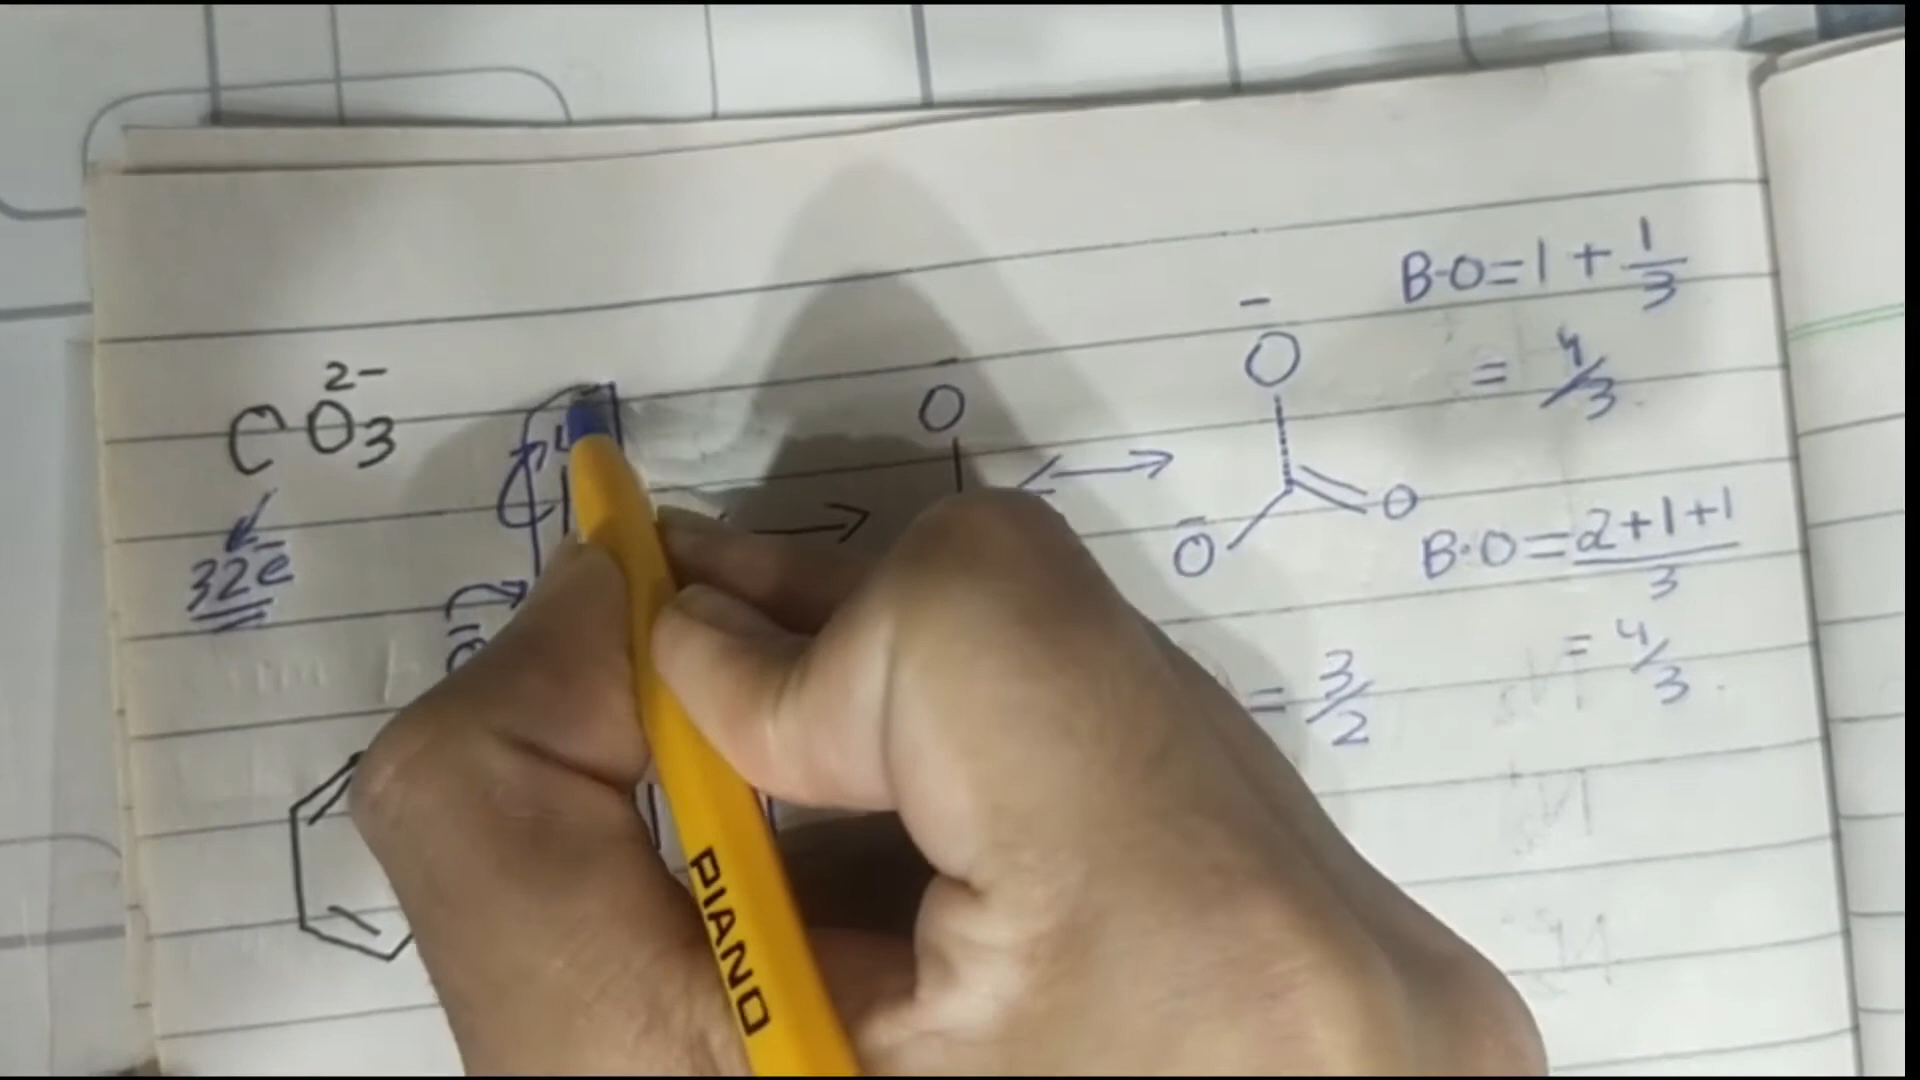 B·O = 1 + 1/3
= 4/3
CO3 2-
32e-
O
- O
O
O-
B·O = 2+1+1/3
= 4/3
= 3/2
PIANO